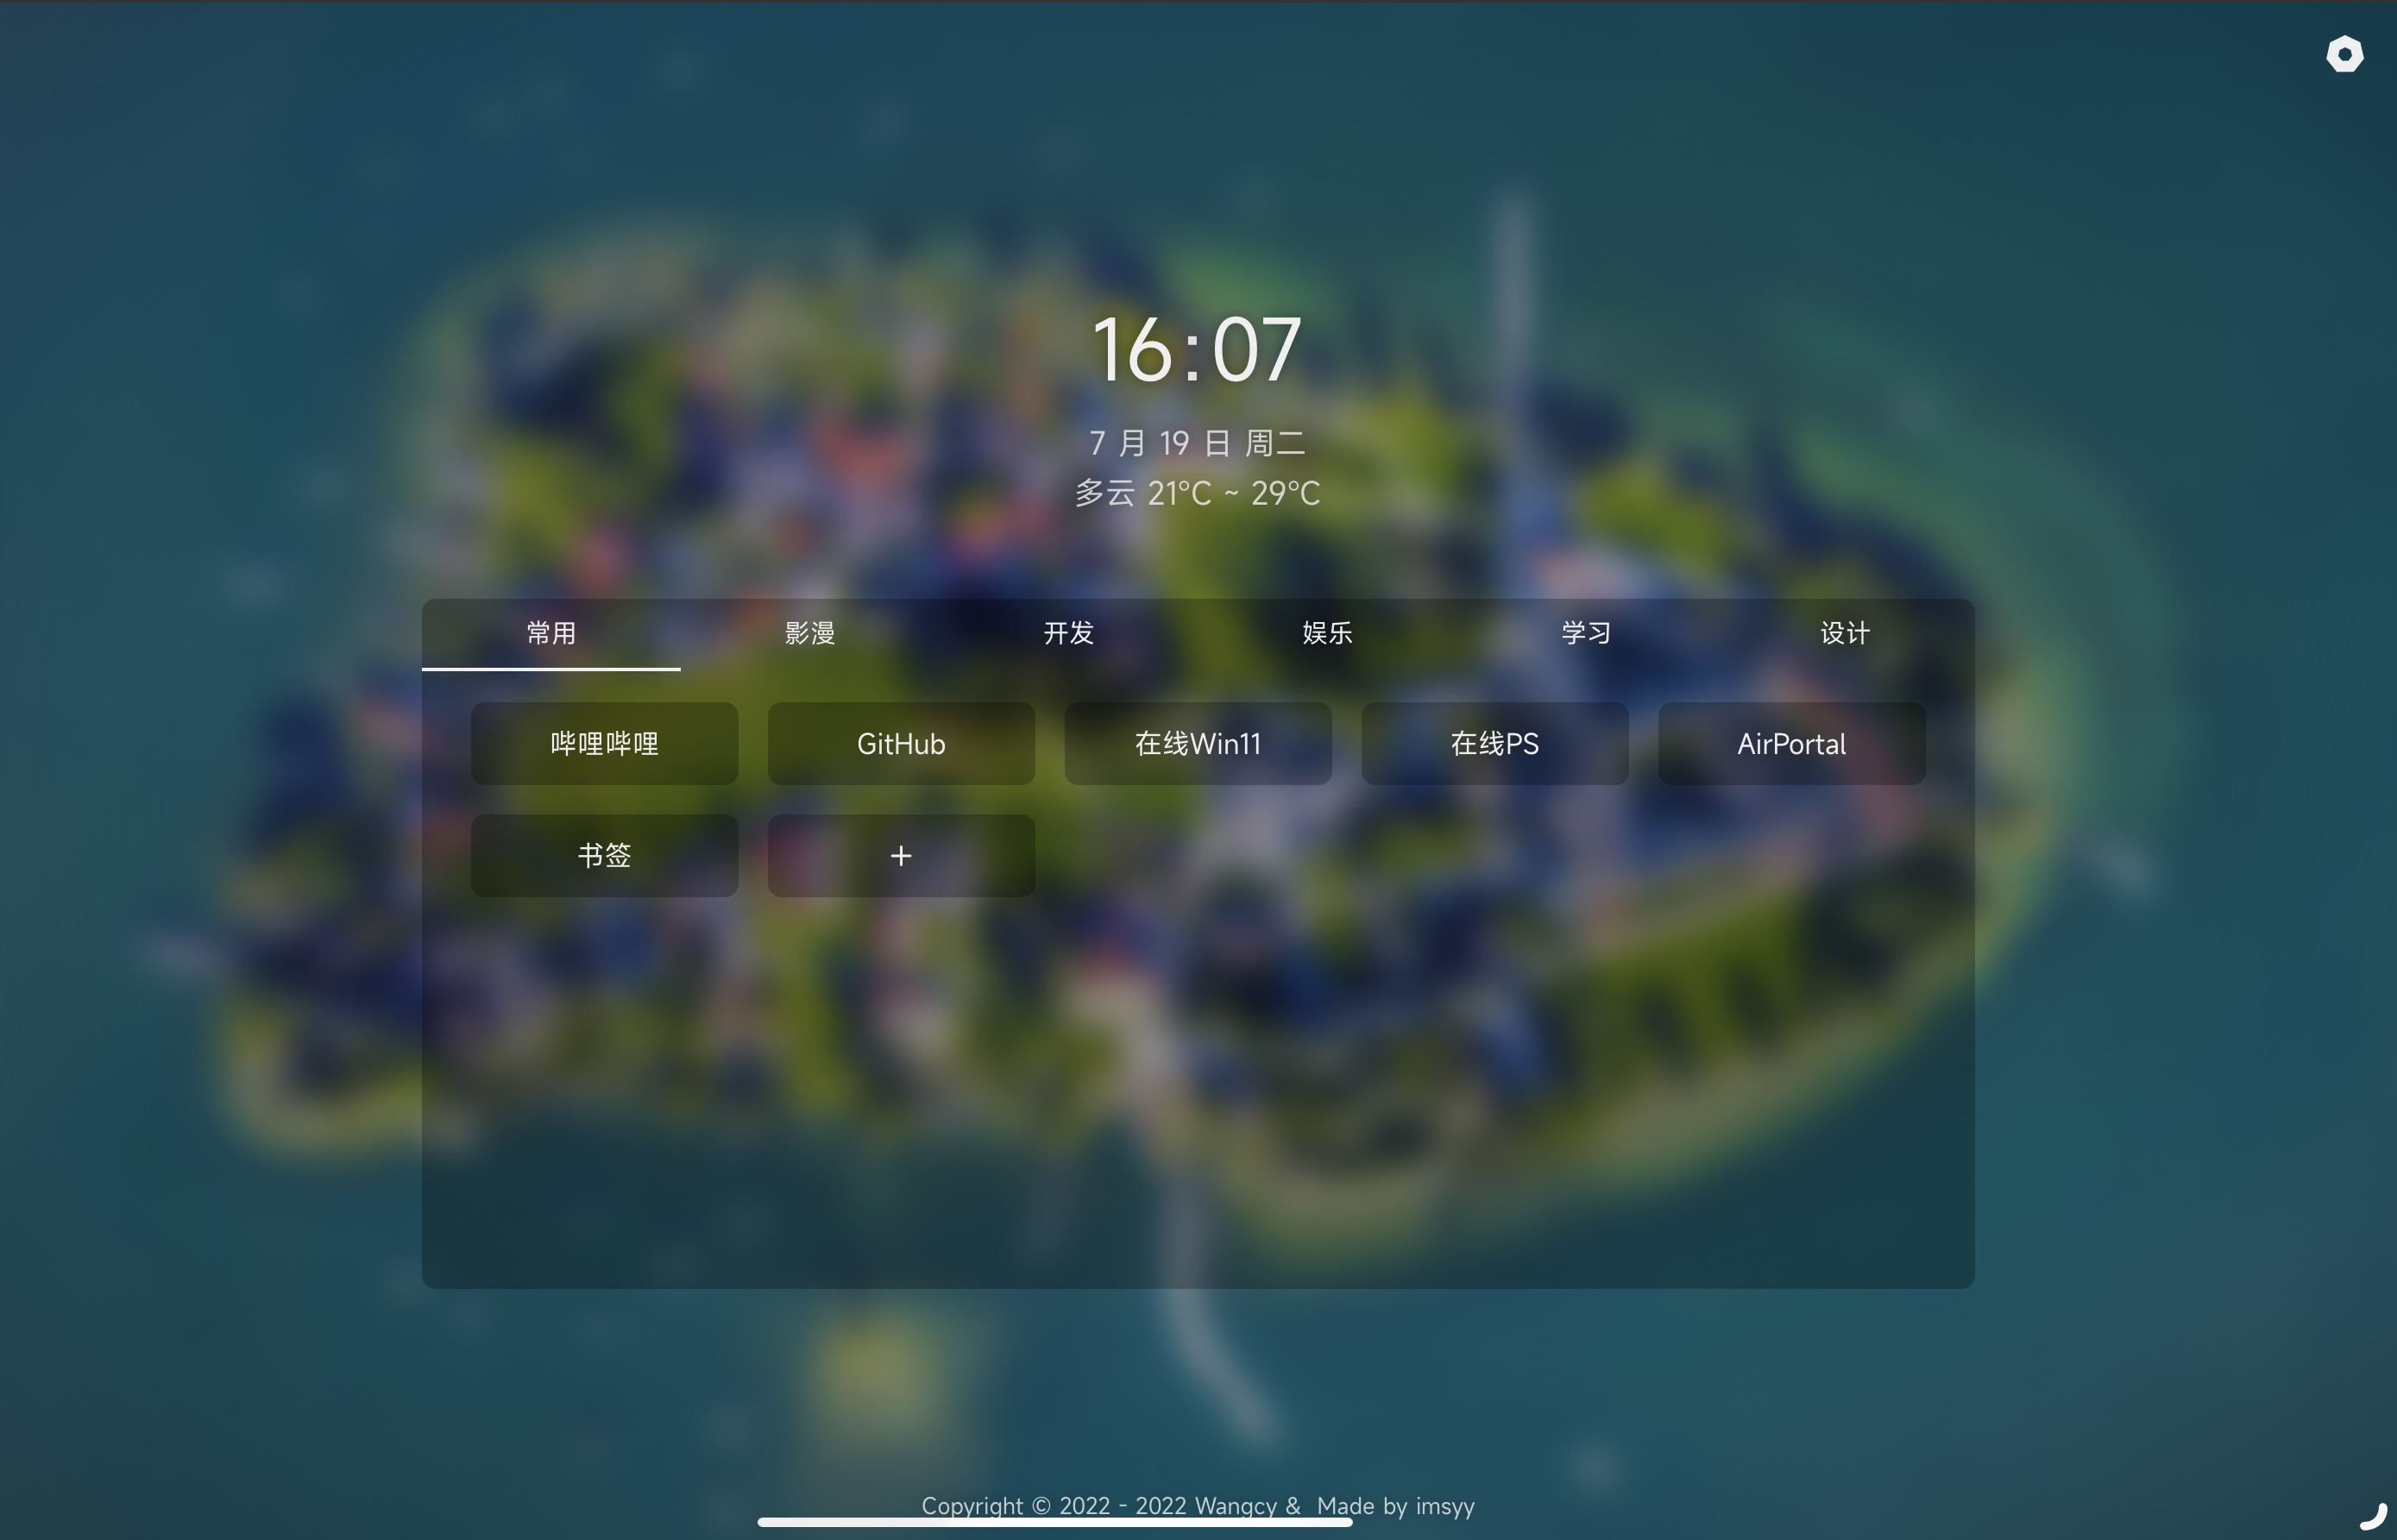 16:07
7 月 19 日 周二
多云 21°C ~ 29°C
常用 影漫 开发 娱乐 学习 设计
哔哩哔哩 GitHub 在线Win11 在线PS AirPortal
书签 +
Copyright © 2022 - 2022 Wangcy & Made by imsyy